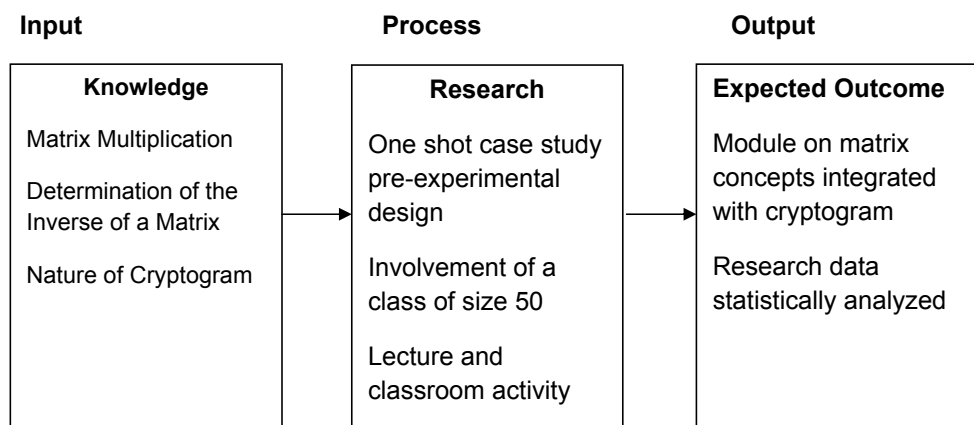 Input
Process
Output
Knowledge
Matrix Multiplication
Determination of the
Inverse of a Matrix
Nature of Cryptogram
Research
One shot case study
pre-experimental
design
Involvement of a
class of size 50
Lecture and
classroom activity
Expected Outcome
Module on matrix
concepts integrated
with cryptogram
Research data
statistically analyzed